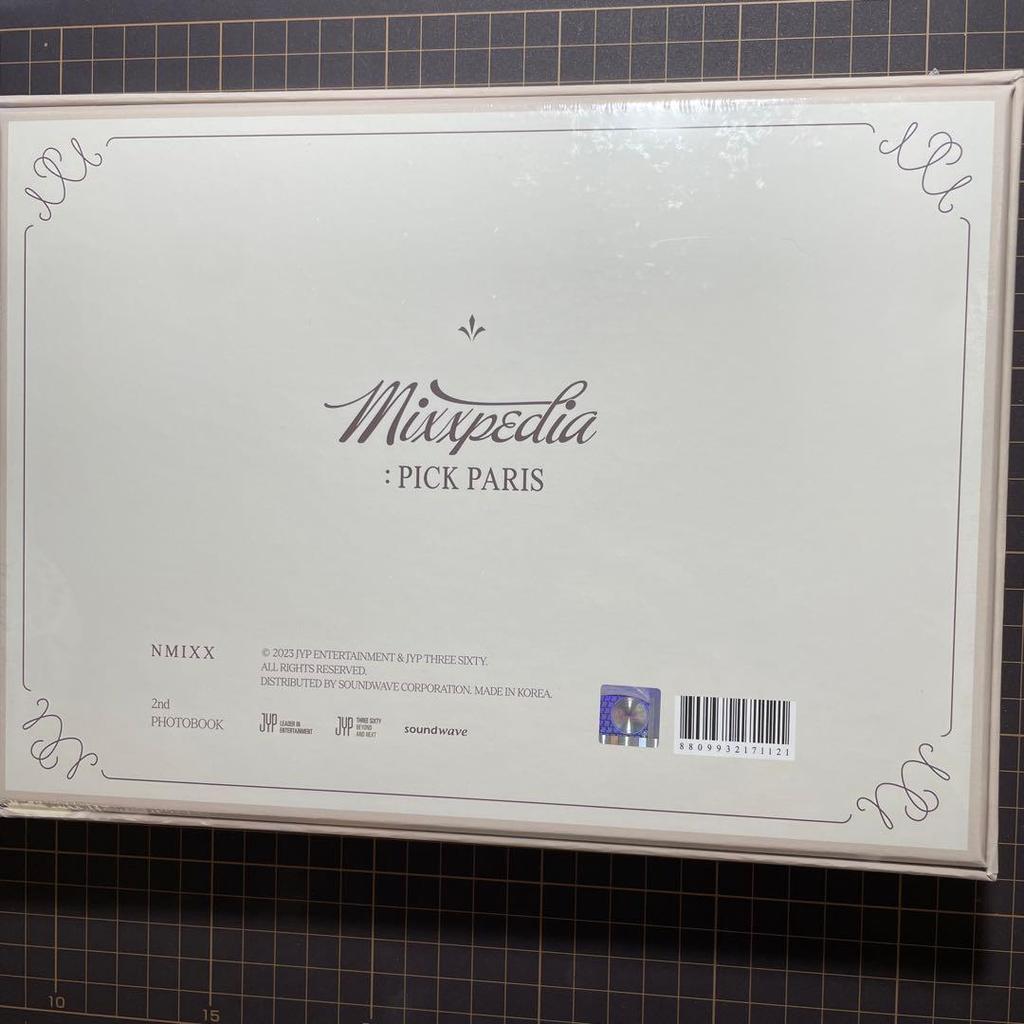 Mixxpedia
: PICK PARIS
NMIXX
© 2023 JYP ENTERTAINMENT & JYP THREE SIXTY.
ALL RIGHTS RESERVED.
DISTRIBUTED BY SOUNDWAVE CORPORATION. MADE IN KOREA.
2nd
PHOTOBOOK
JYP LEADER IN
ENTERTAINMENT
JYP THREE SIXTY
BEYOND
AND NEXT
soundwave
8809932171121
10
15